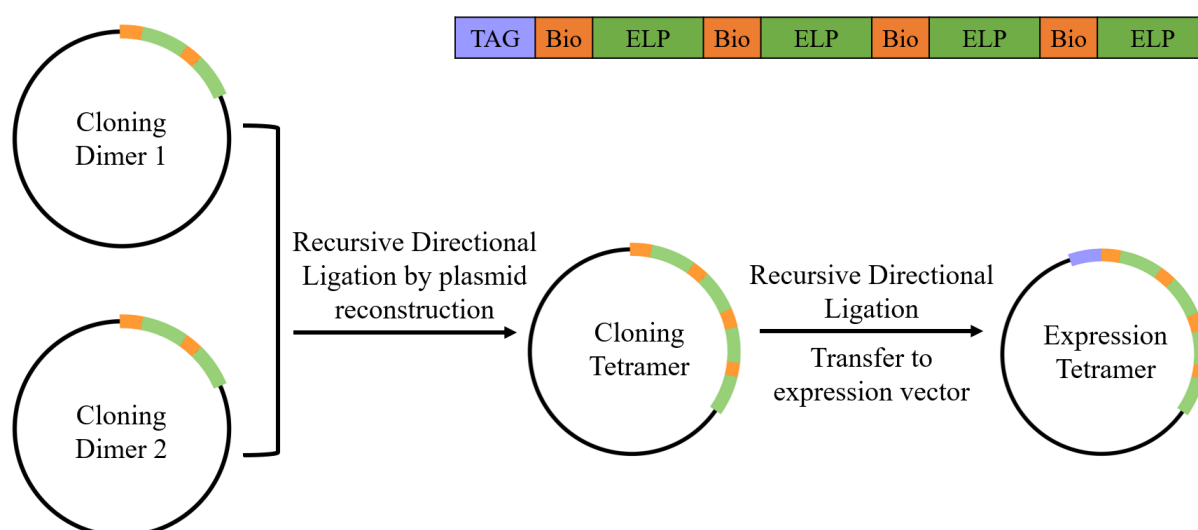 TAG Bio ELP Bio ELP Bio ELP Bio ELP
Cloning
Dimer 1
Recursive Directional
Ligation by plasmid
reconstruction
Cloning
Dimer 2
Cloning
Tetramer
Recursive Directional
Ligation
Transfer to
expression vector
Expression
Tetramer